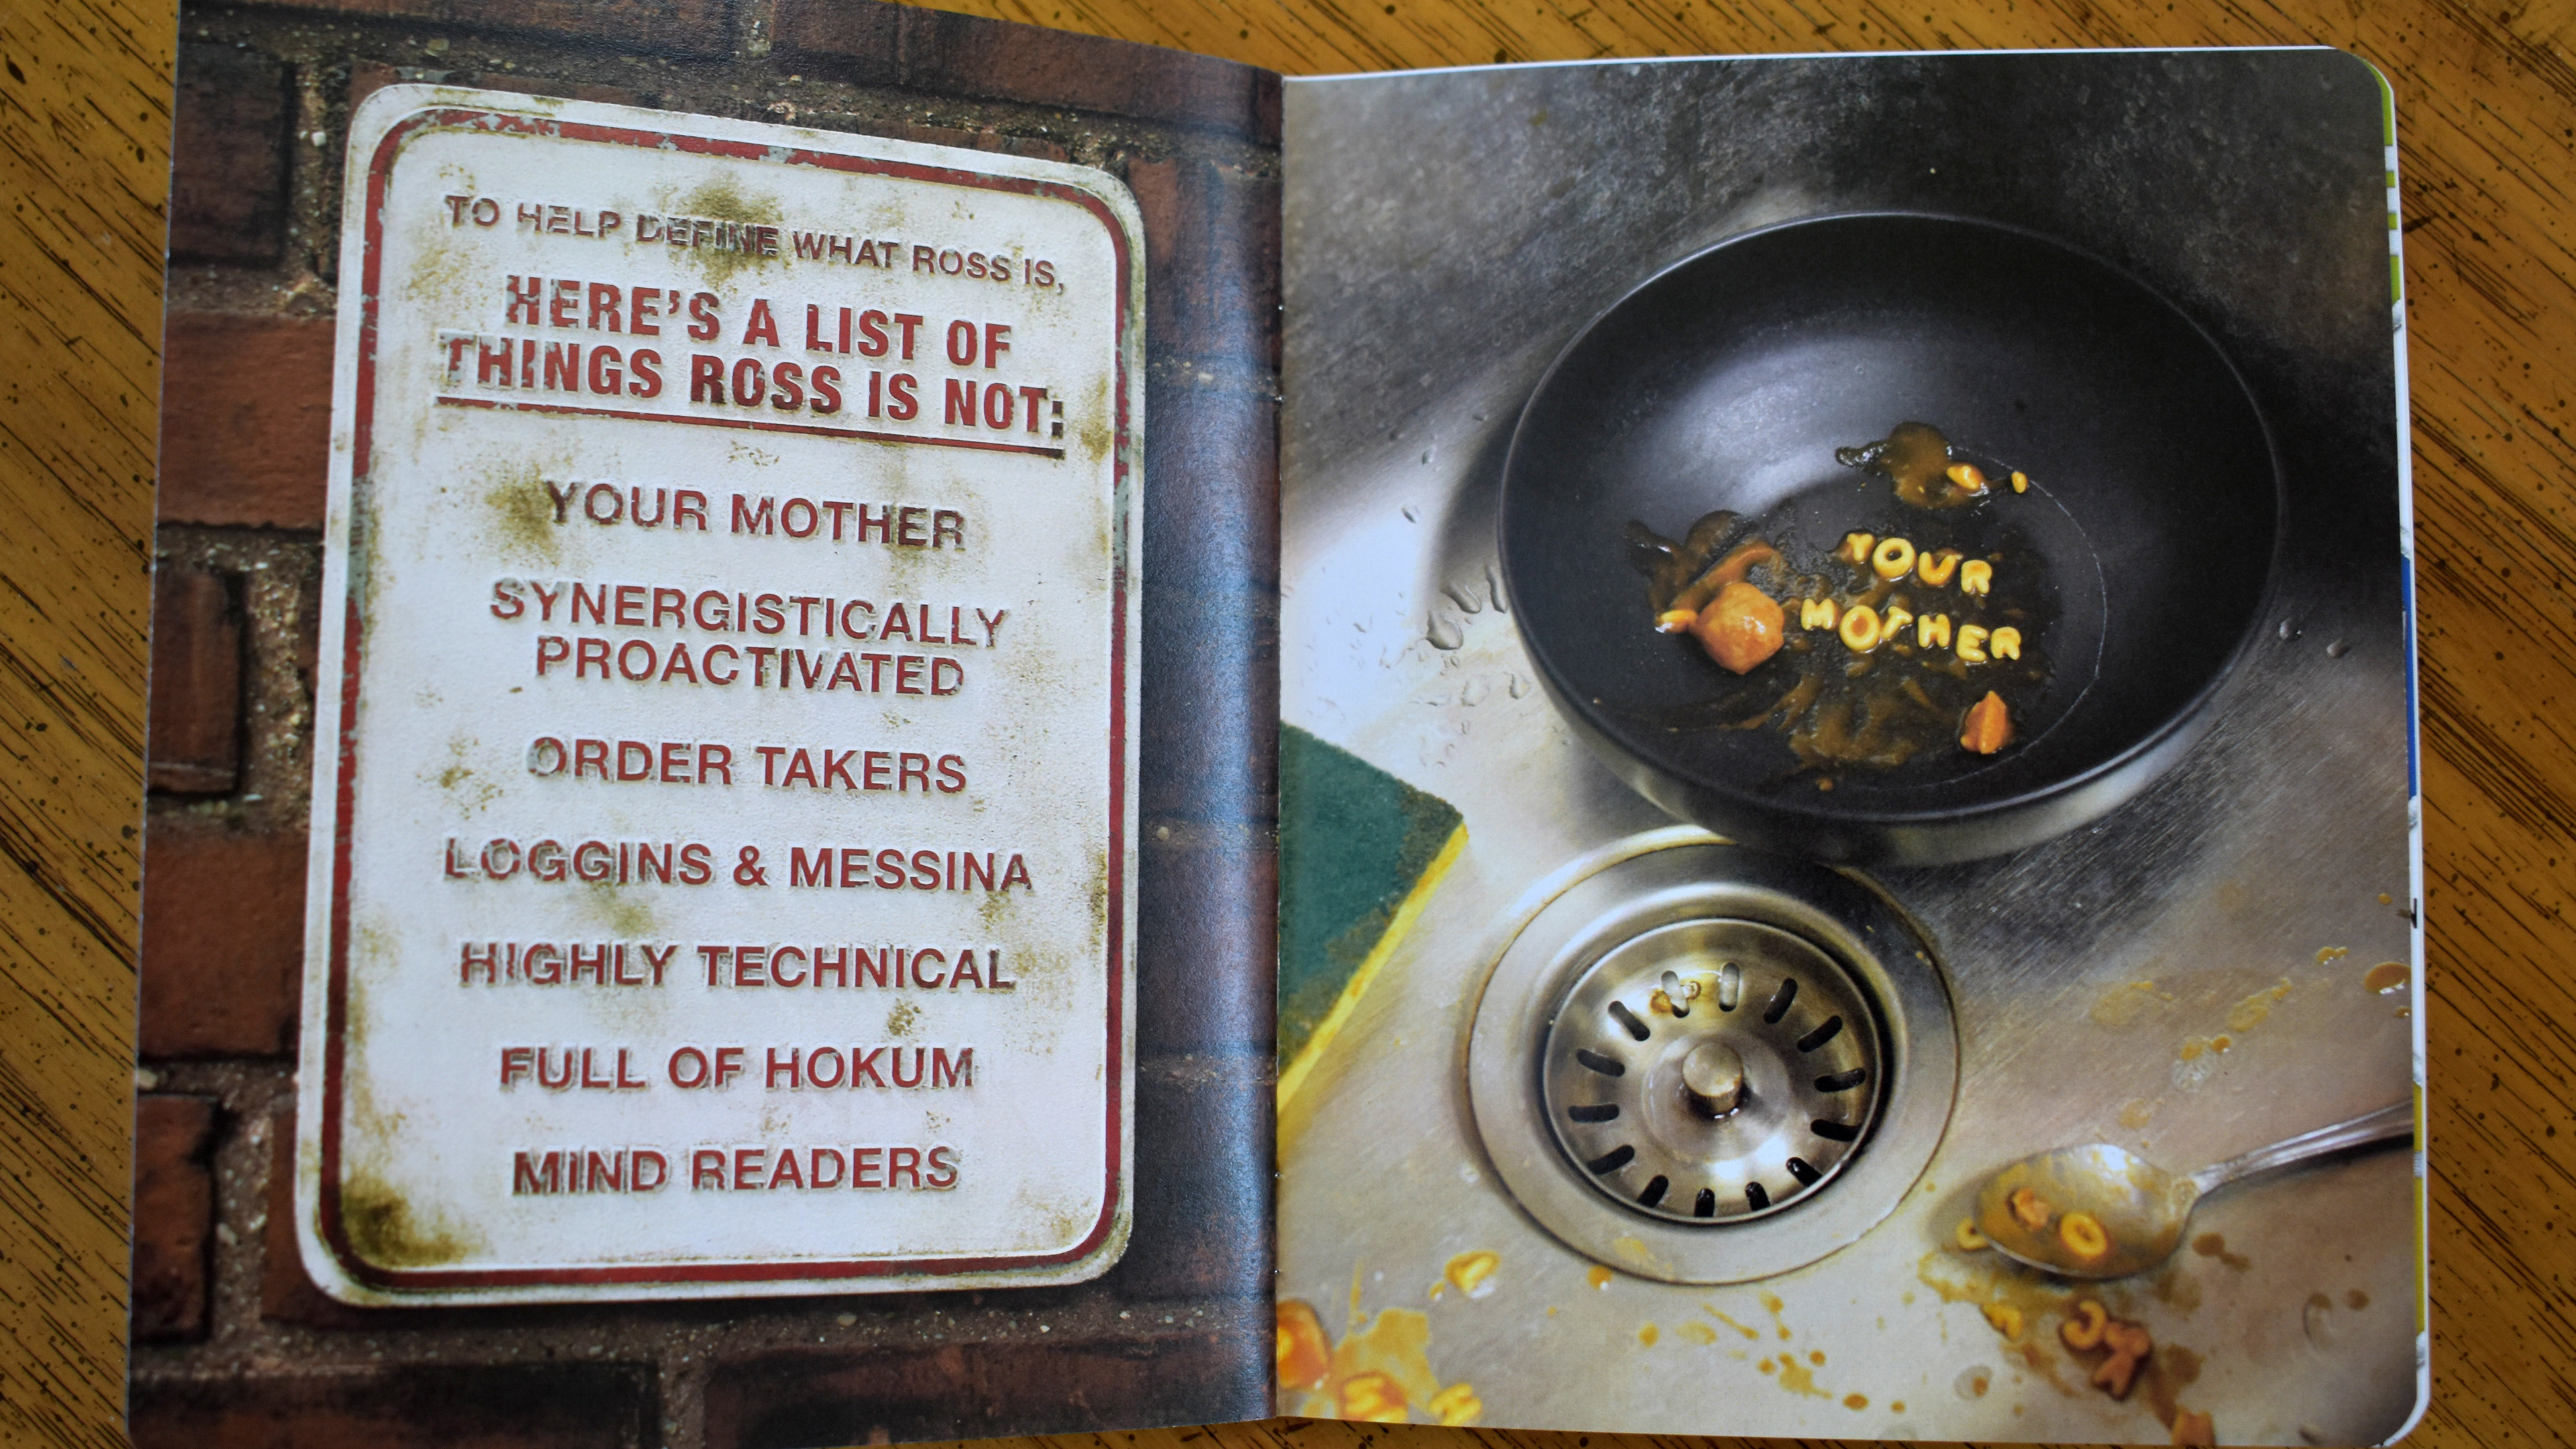 TO HELP DEFINE WHAT ROSS IS,
HERE'S A LIST OF
THINGS ROSS IS NOT:
YOUR MOTHER
SYNERGISTICALLY
PROACTIVATED
ORDER TAKERS
LOGGINS & MESSINA
HIGHLY TECHNICAL
FULL OF HOKUM
MIND READERS
YOUR
MOTHER